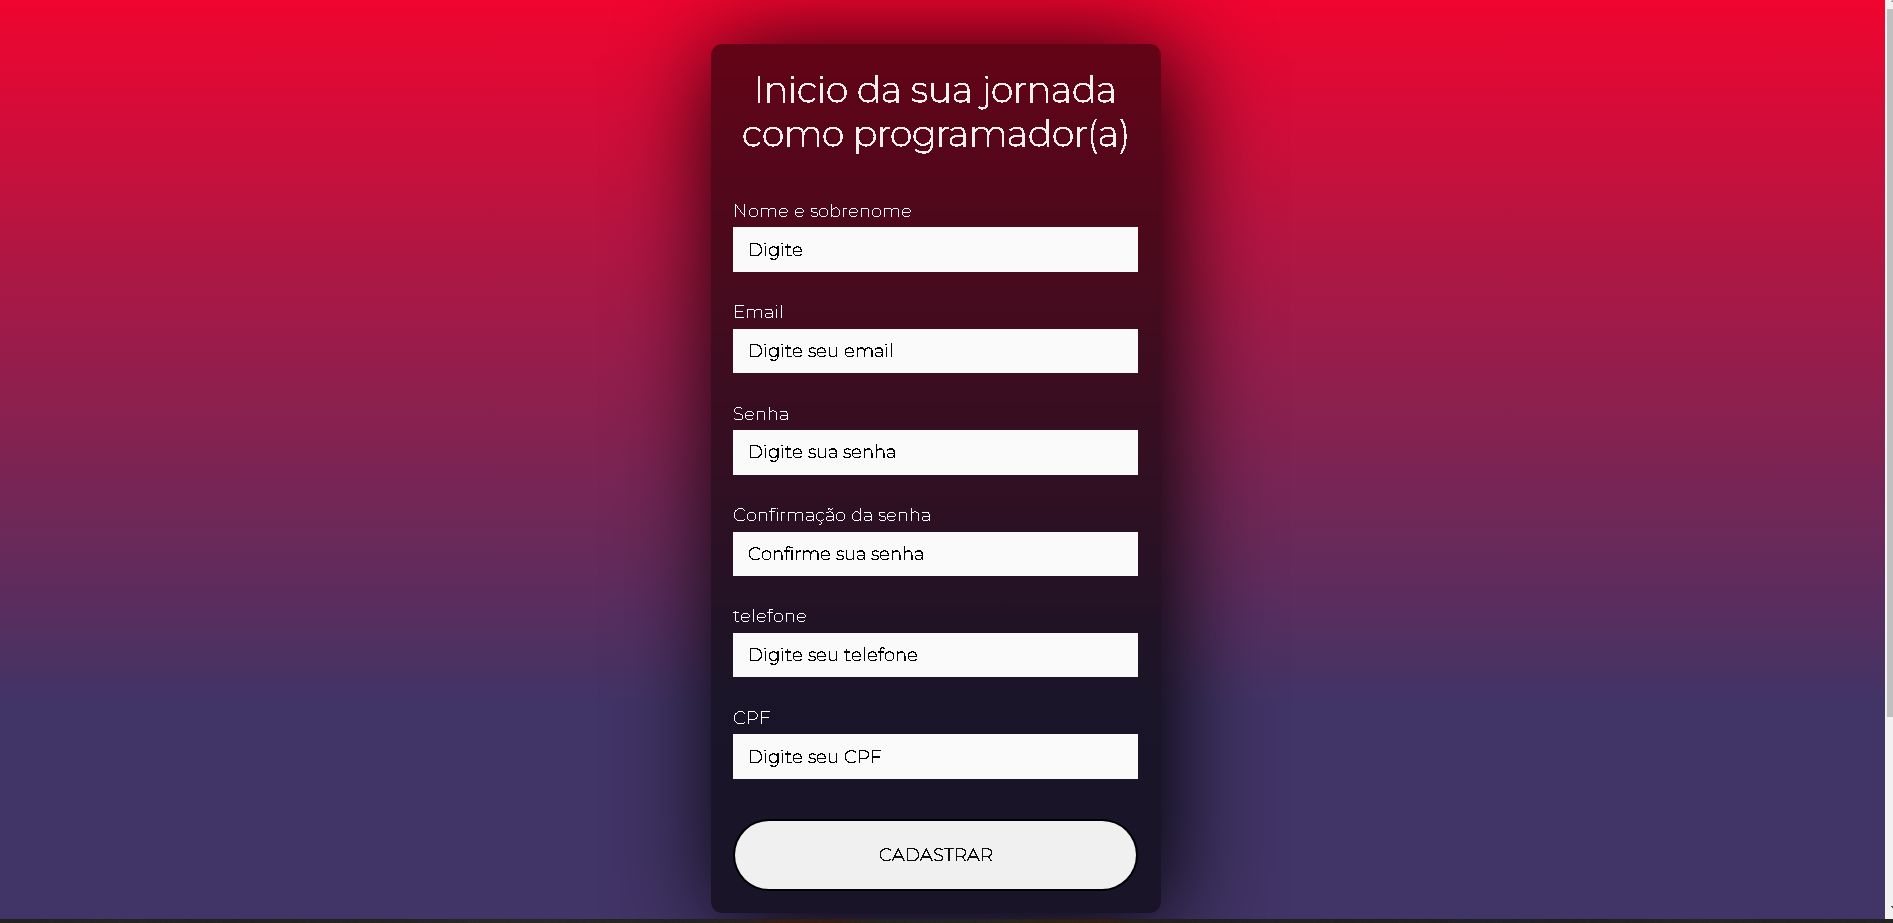 Inicio da sua jornada
como programador(a)
Nome e sobrenome
Digite
Email
Digite seu email
Senha
Digite sua senha
Confirmação da senha
Confirme sua senha
telefone
Digite seu telefone
CPF
Digite seu CPF
CADASTRAR